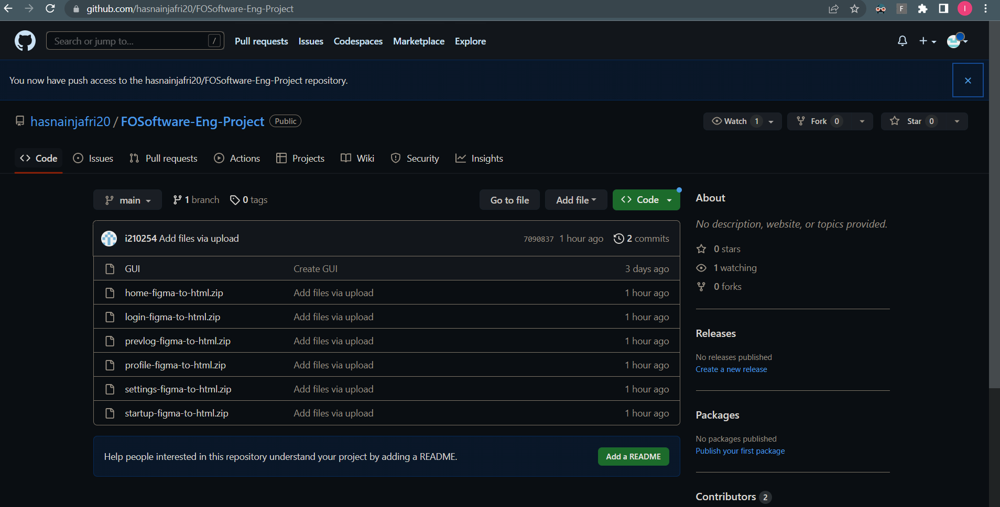 github.com/hasnainjafri20/FOSoftware-Eng-Project
F
I
Search or jump to...
/
Pull requests
Issues
Codespaces
Marketplace
Explore
You now have push access to the hasnainjafri20/FOSoftware-Eng-Project repository.
hasnainjafri20 / FOSoftware-Eng-Project
Public
Watch 1
Fork 0
Star 0
Code
Issues
Pull requests
Actions
Projects
Wiki
Security
Insights
main
1 branch
0 tags
Go to file
Add file
Code
i210254 Add files via upload
7090837 1 hour ago
2 commits
GUI
Create GUI
3 days ago
home-figma-to-html.zip
Add files via upload
1 hour ago
login-figma-to-html.zip
Add files via upload
1 hour ago
prevlog-figma-to-html.zip
Add files via upload
1 hour ago
profile-figma-to-html.zip
Add files via upload
1 hour ago
settings-figma-to-html.zip
Add files via upload
1 hour ago
startup-figma-to-html.zip
Add files via upload
1 hour ago
Help people interested in this repository understand your project by adding a README.
Add a README
About
No description, website, or topics provided.
0 stars
1 watching
0 forks
Releases
No releases published
Create a new release
Packages
No packages published
Publish your first package
Contributors 2